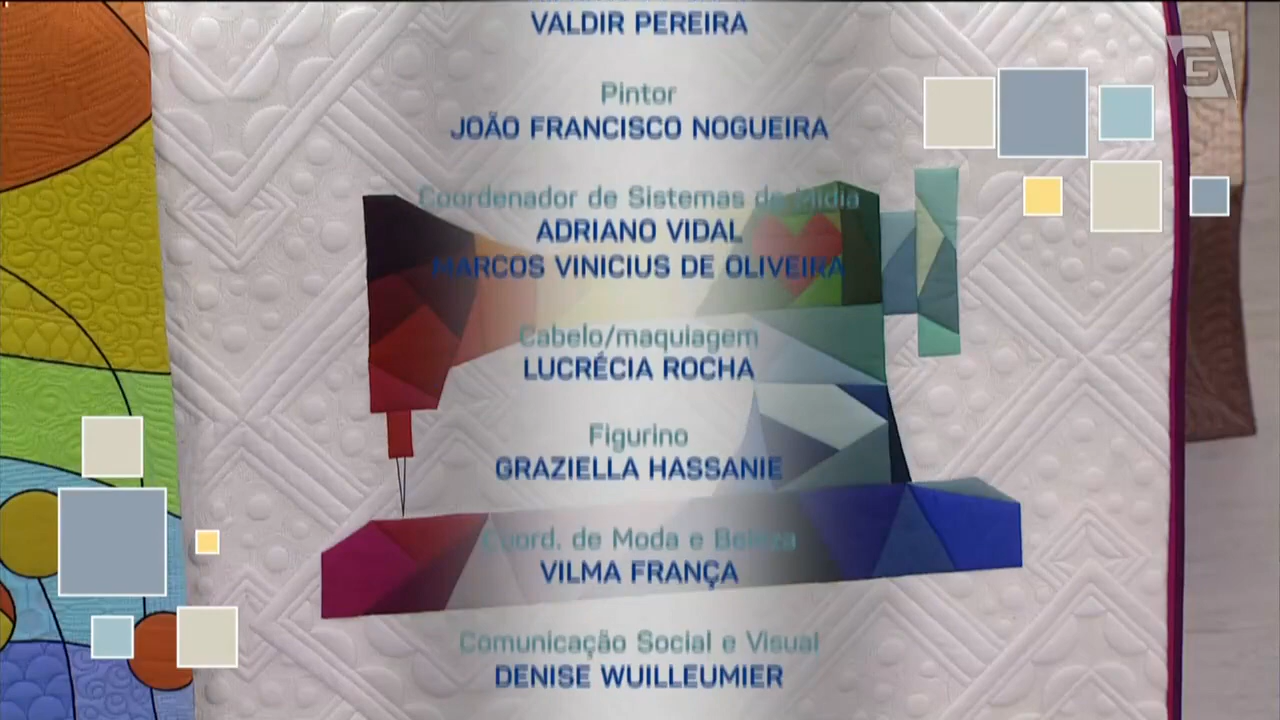 VALDIR PEREIRA
Pintor
JOÃO FRANCISCO NOGUEIRA
Coordenador de Sistemas de Mídia
ADRIANO VIDAL
MARCOS VINICIUS DE OLIVEIRA
Cabelo/maquiagem
LUCRÉCIA ROCHA
Figurino
GRAZIELLA HASSANIE
Coord. de Moda e Beleza
VILMA FRANÇA
Comunicação Social e Visual
DENISE WUILLEUMIER